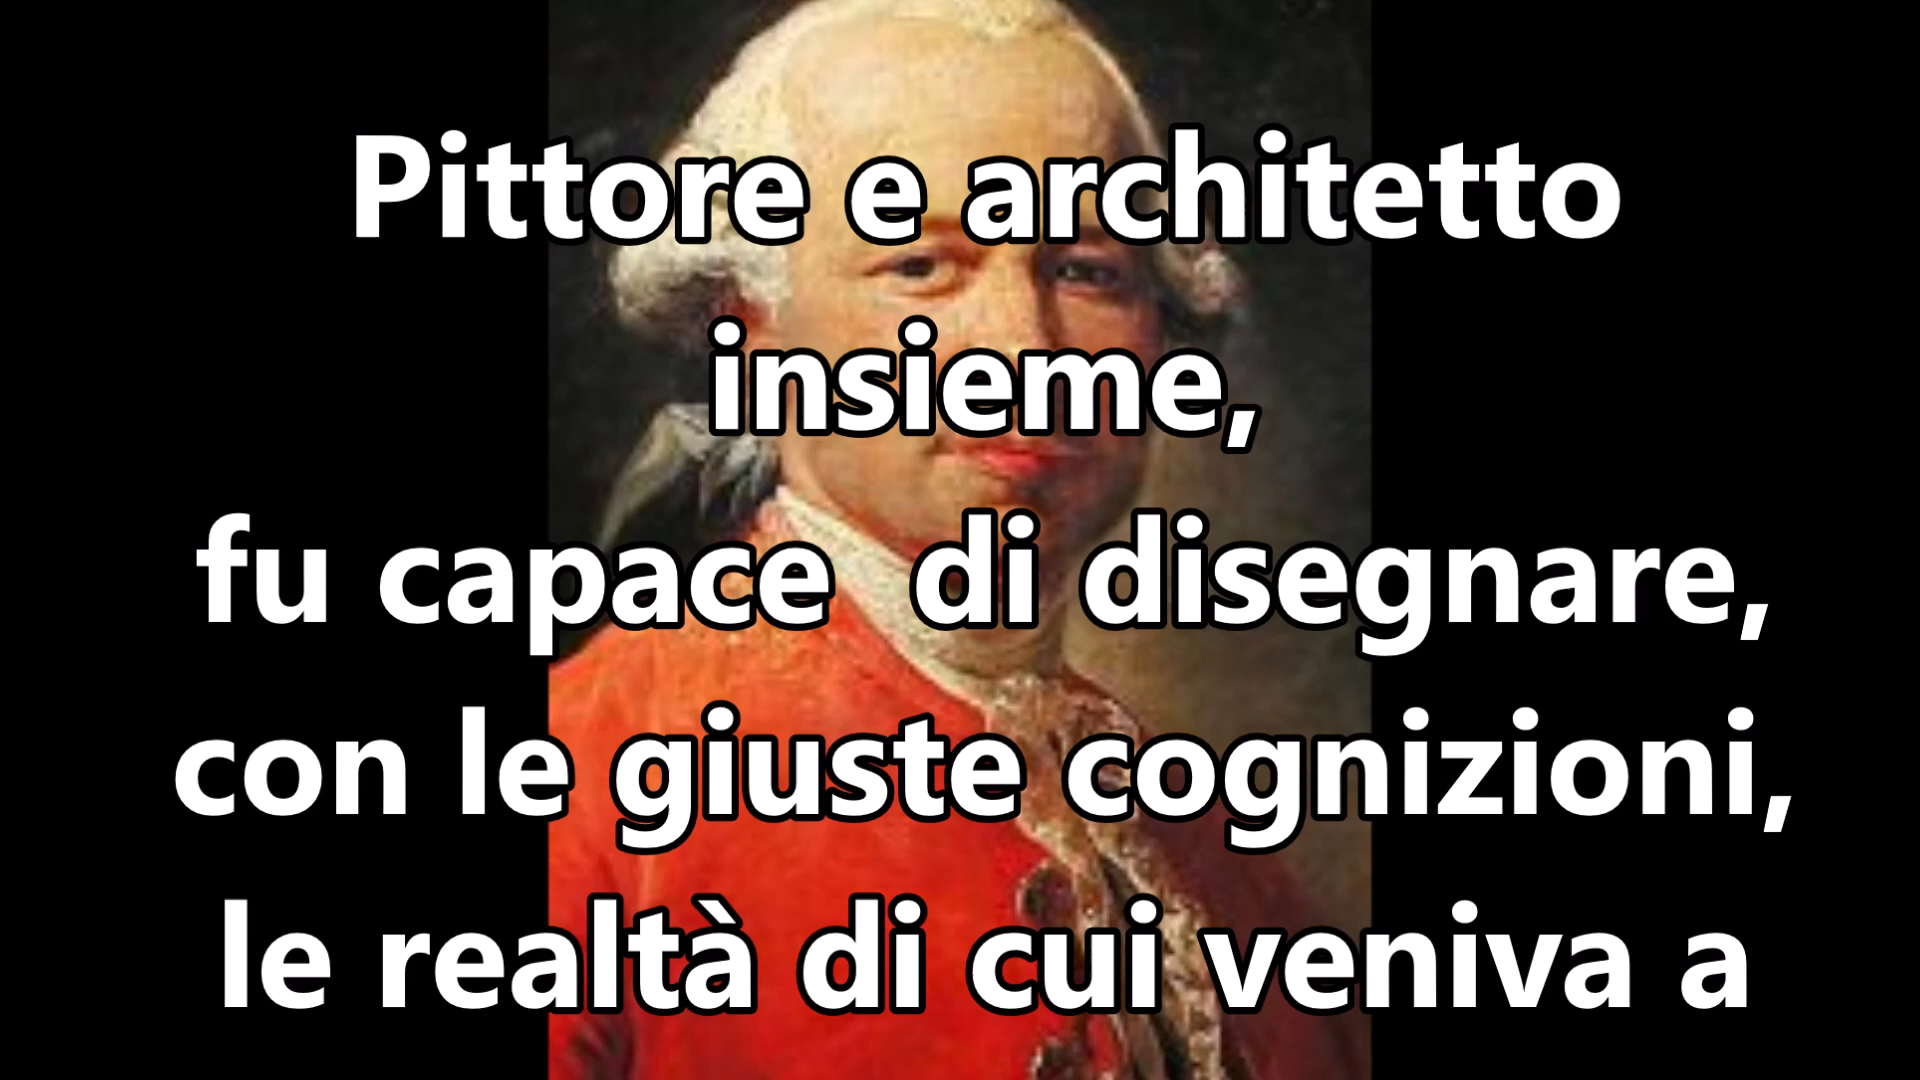 Pittore e architetto
insieme,
fu capace  di disegnare,
con le giuste cognizioni,
le realtà di cui veniva a